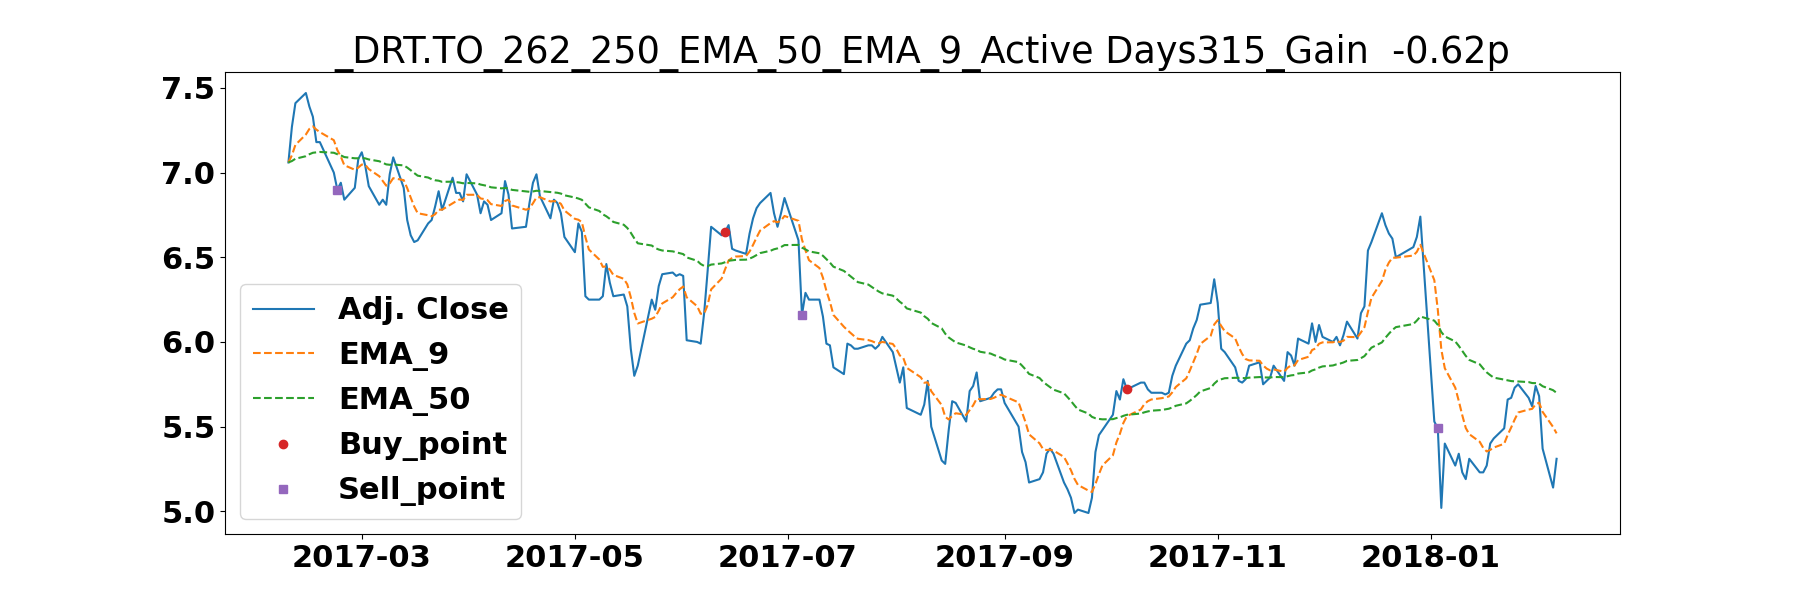 _DRT.TO_262_250_EMA_50_EMA_9_Active Days315_Gain  -0.62p
7.5
7.0
6.5
6.0
5.5
5.0
Adj. Close
EMA_9
EMA_50
Buy_point
Sell_point
2017-03 2017-05 2017-07 2017-09 2017-11 2018-01